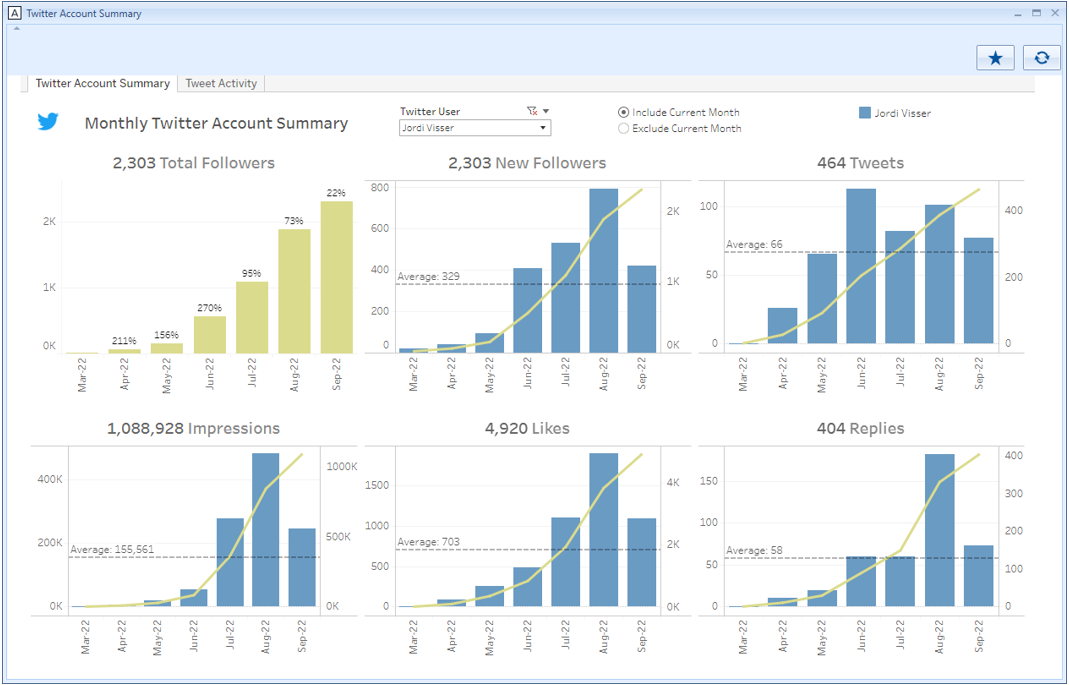 A Twitter Account Summary
Twitter Account Summary Tweet Activity
Monthly Twitter Account Summary
Twitter User
Jordi Visser
Include Current Month
Exclude Current Month
Jordi Visser
2,303 Total Followers
2K
1K
0K
211%
156%
270%
95%
73%
22%
Mar-22 Apr-22 May-22 Jun-22 Jul-22 Aug-22 Sep-22
2,303 New Followers
800
600
400
200
0
Average: 329
2K
1K
0K
Mar-22 Apr-22 May-22 Jun-22 Jul-22 Aug-22 Sep-22
464 Tweets
100
50
0
Average: 66
400
200
0
Mar-22 Apr-22 May-22 Jun-22 Jul-22 Aug-22 Sep-22
1,088,928 Impressions
400K
200K
0K
Average: 155,561
1000K
500K
0K
Mar-22 Apr-22 May-22 Jun-22 Jul-22 Aug-22 Sep-22
4,920 Likes
1500
1000
500
0
Average: 703
4K
2K
0K
Mar-22 Apr-22 May-22 Jun-22 Jul-22 Aug-22 Sep-22
404 Replies
150
100
50
0
Average: 58
400
300
200
100
0
Mar-22 Apr-22 May-22 Jun-22 Jul-22 Aug-22 Sep-22